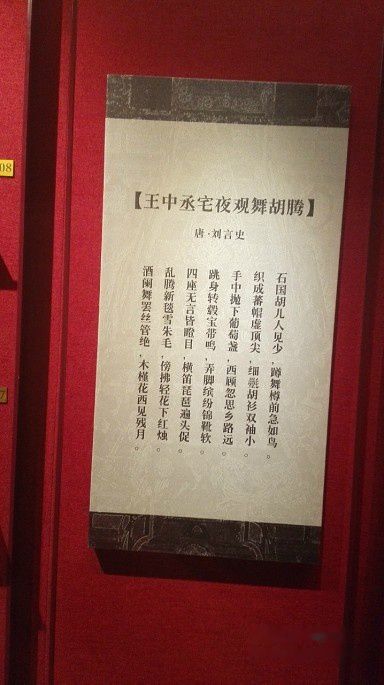 【王中丞宅夜观舞胡腾】
唐·刘言史
石国胡儿人见少，蹲舞樽前急如鸟。
织成蕃帽虚顶尖，细氎胡衫双袖小。
手中抛下葡萄盏，西顾忽思乡路远。
跳身转毂宝带鸣，弄脚缤纷锦靴软。
四座无言皆瞪目，横笛琵琶遍头促。
乱腾新毯雪朱毛，傍拂轻花下红烛。
酒阑舞罢丝管绝，木槿花西见残月。
08
7